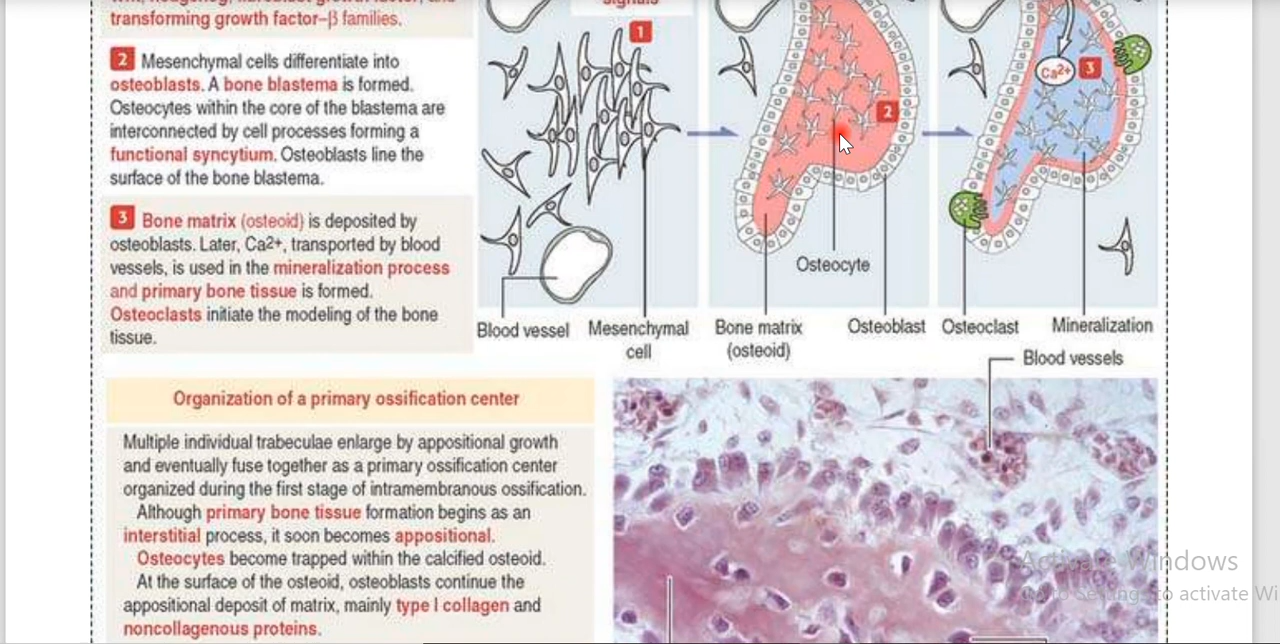 transforming growth factor–β families.
2 Mesenchymal cells differentiate into
osteoblasts. A bone blastema is formed.
Osteocytes within the core of the blastema are
interconnected by cell processes forming a
functional syncytium. Osteoblasts line the
surface of the bone blastema.
3 Bone matrix (osteoid) is deposited by
osteoblasts. Later, Ca2+, transported by blood
vessels, is used in the mineralization process
and primary bone tissue is formed.
Osteoclasts initiate the modeling of the bone
tissue.
signals
1
2
Ca2+
3
Osteocyte
Blood vessel
Mesenchymal
cell
Bone matrix
(osteoid)
Osteoblast
Osteoclast
Mineralization
Blood vessels
Organization of a primary ossification center
Multiple individual trabeculae enlarge by appositional growth
and eventually fuse together as a primary ossification center
organized during the first stage of intramembranous ossification.
Although primary bone tissue formation begins as an
interstitial process, it soon becomes appositional.
Osteocytes become trapped within the calcified osteoid.
At the surface of the osteoid, osteoblasts continue the
appositional deposit of matrix, mainly type I collagen and
noncollagenous proteins.
Activate Windows
to activate Wi